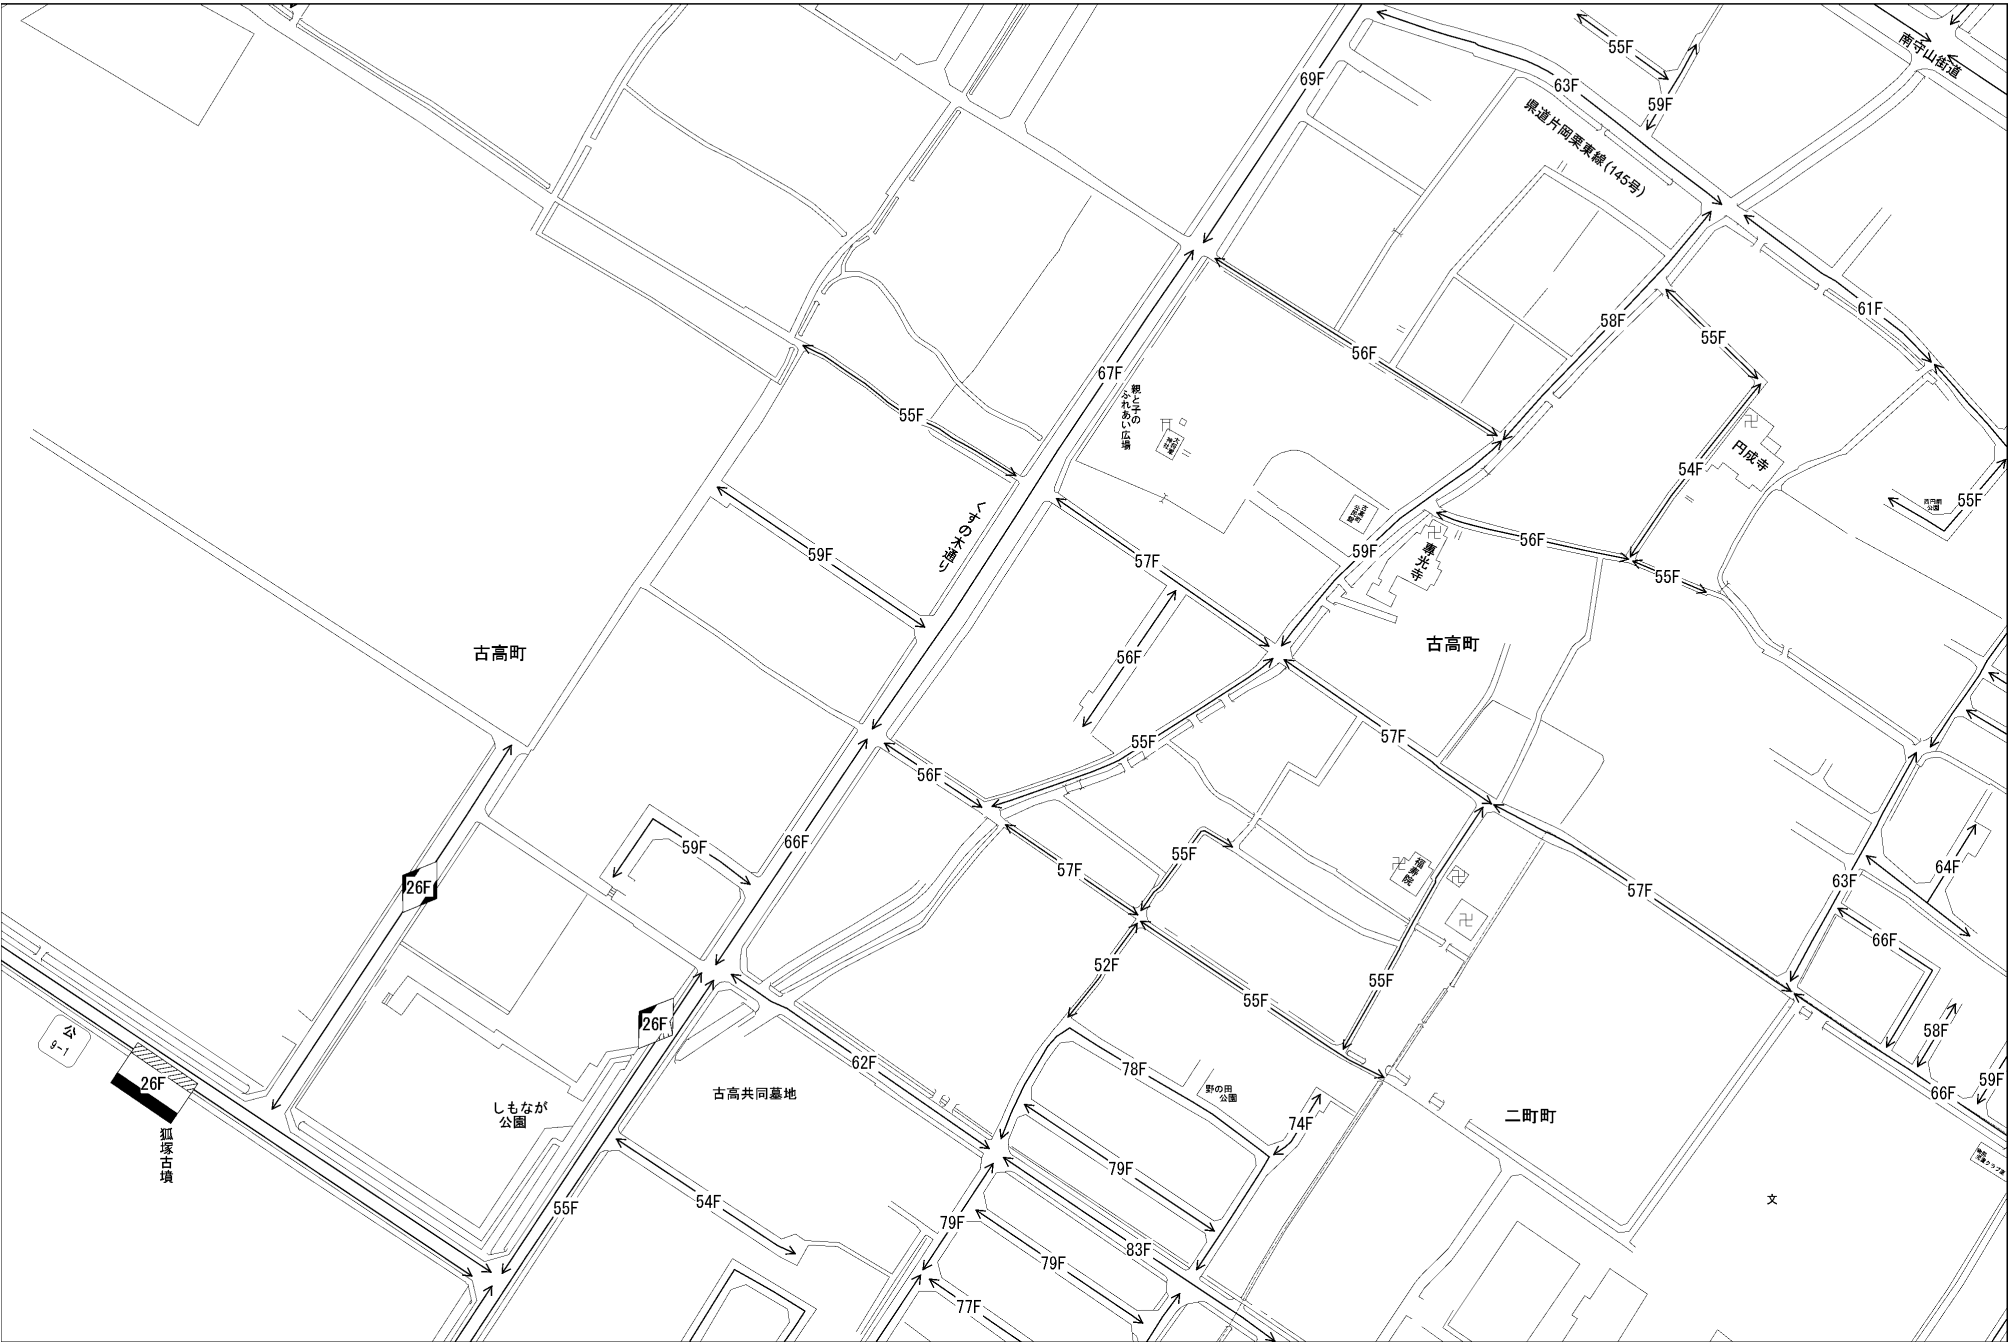 55F
南守山街道
69F
63F
59F
県道片岡栗東線(145号)
61F
58F
55F
56F
67F
親と子の
ふれあい広場
55F
円成寺
54F
55F
くすの木通り
59F
57F
59F
56F
専光寺
55F
古高町
古高町
56F
57F
55F
56F
66F
59F
57F
55F
福寿院
57F
63F
64F
26F
66F
52F
55F
55F
26F
58F
公
9-1
26F
62F
78F
野の田
公園
59F
66F
しもなが
公園
古高共同墓地
74F
二町町
狐塚古墳
79F
54F
55F
文
79F
83F
79F
77F